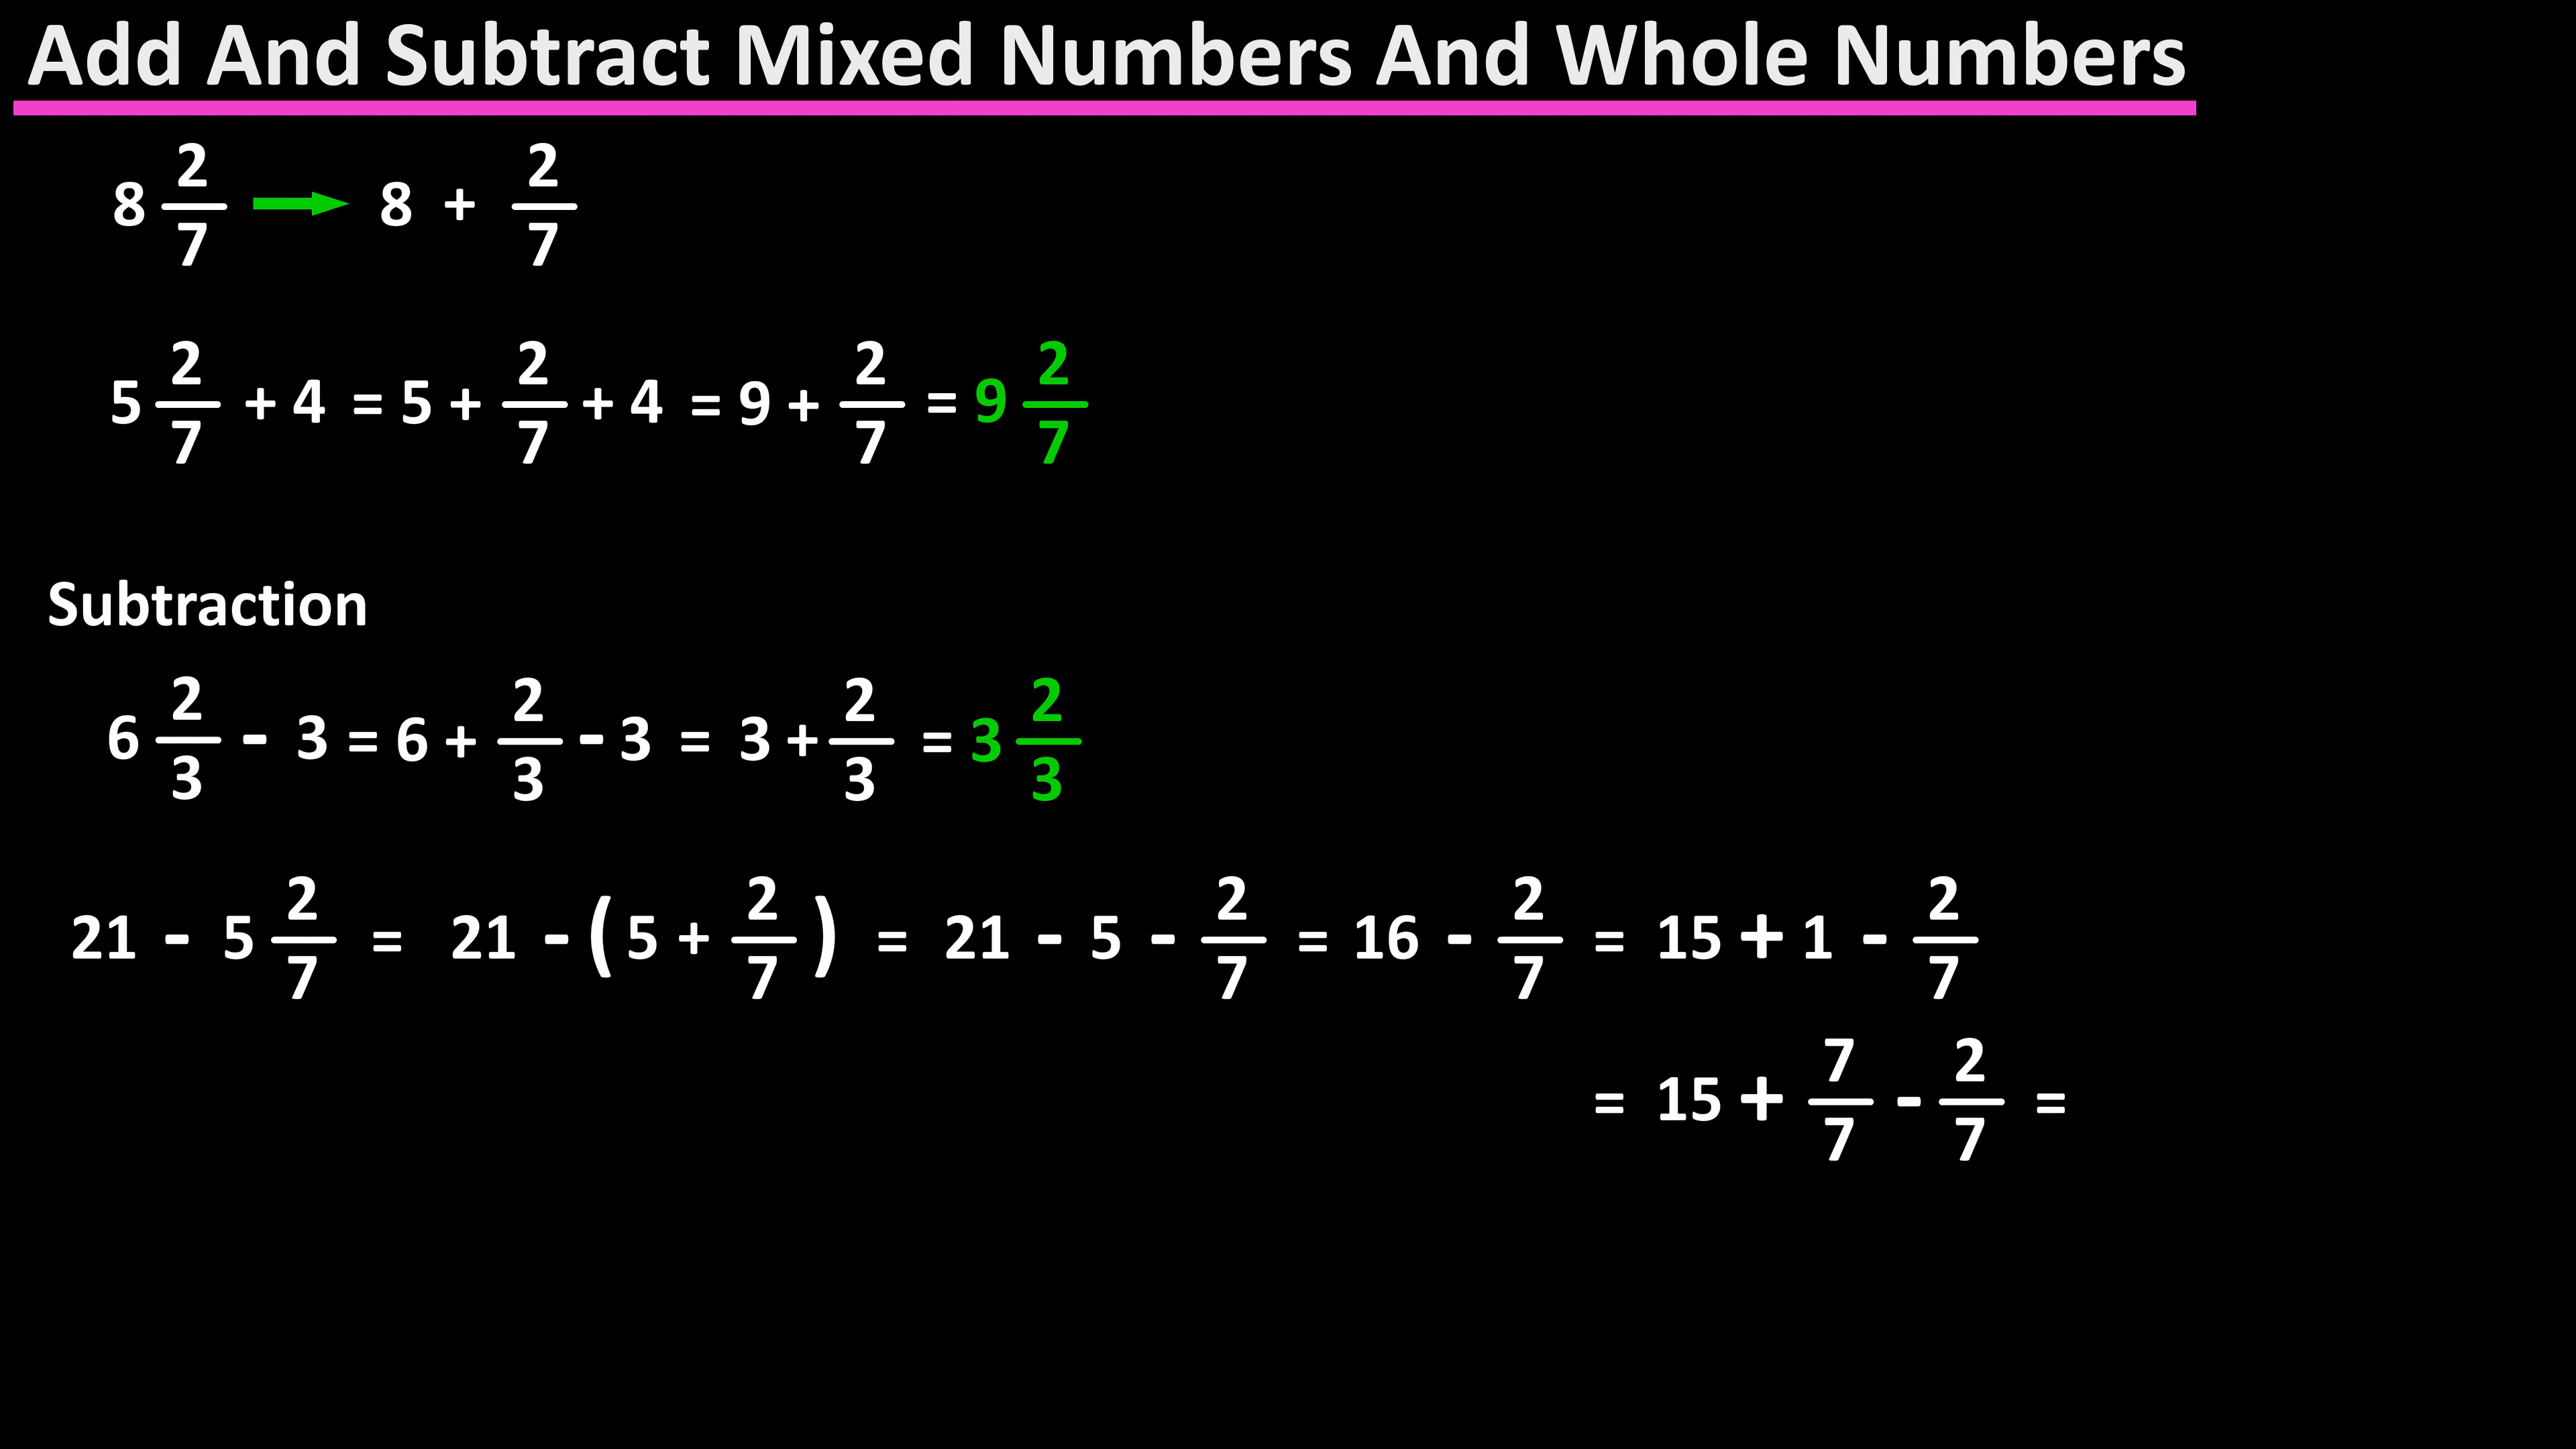 Add And Subtract Mixed Numbers And Whole Numbers
8 2/7 → 8 + 2/7
5 2/7 + 4 = 5 + 2/7 + 4 = 9 + 2/7 = 9 2/7
Subtraction
6 2/3 - 3 = 6 + 2/3 - 3 = 3 + 2/3 = 3 2/3
21 - 5 2/7 = 21 - ( 5 + 2/7 ) = 21 - 5 - 2/7 = 16 - 2/7 = 15 + 1 - 2/7
= 15 + 7/7 - 2/7 =